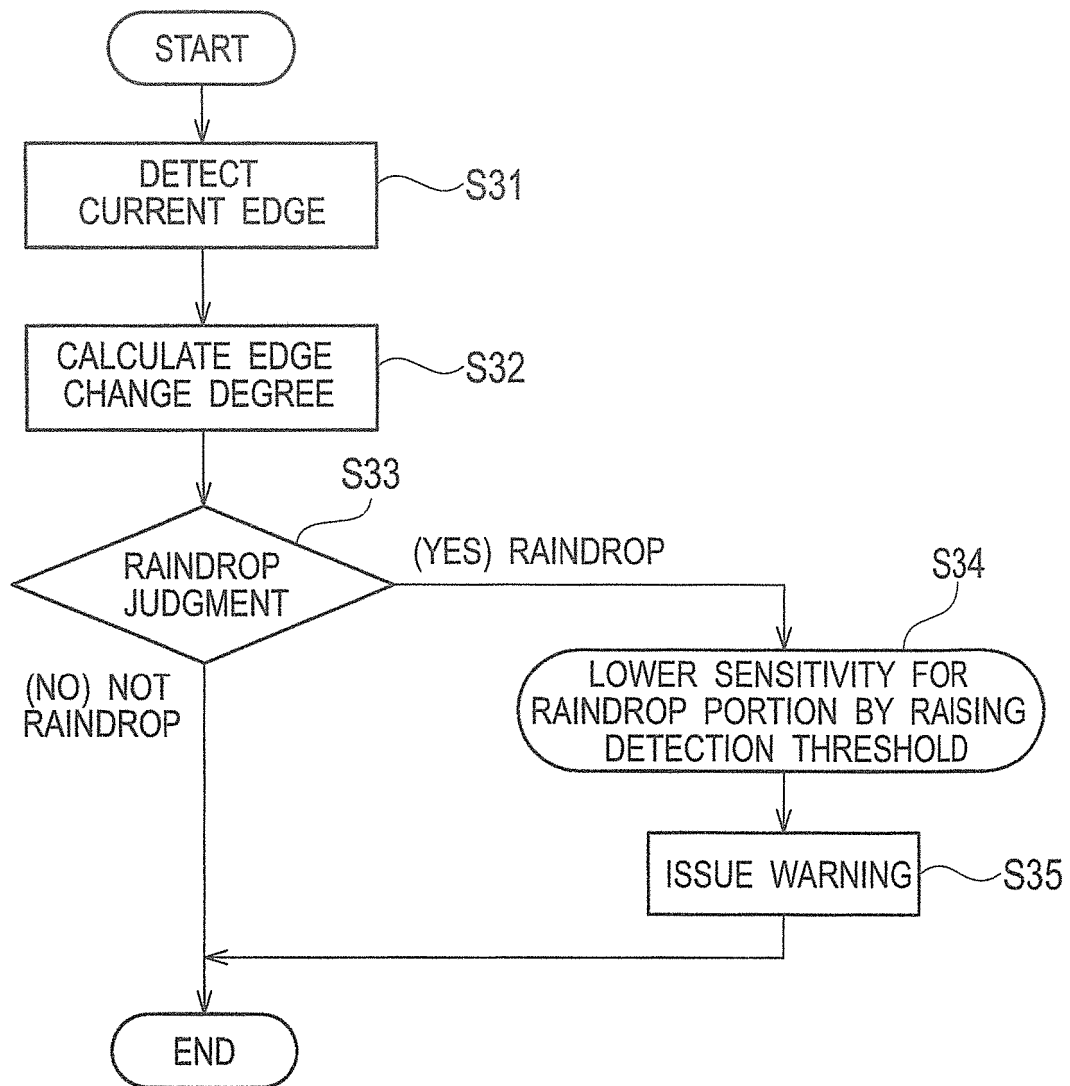 START
DETECT
CURRENT EDGE
S31
CALCULATE EDGE
CHANGE DEGREE
S32
S33
RAINDROP
JUDGMENT
(YES) RAINDROP
(NO) NOT
RAINDROP
S34
LOWER SENSITIVITY FOR
RAINDROP PORTION BY RAISING
DETECTION THRESHOLD
ISSUE WARNING
S35
END